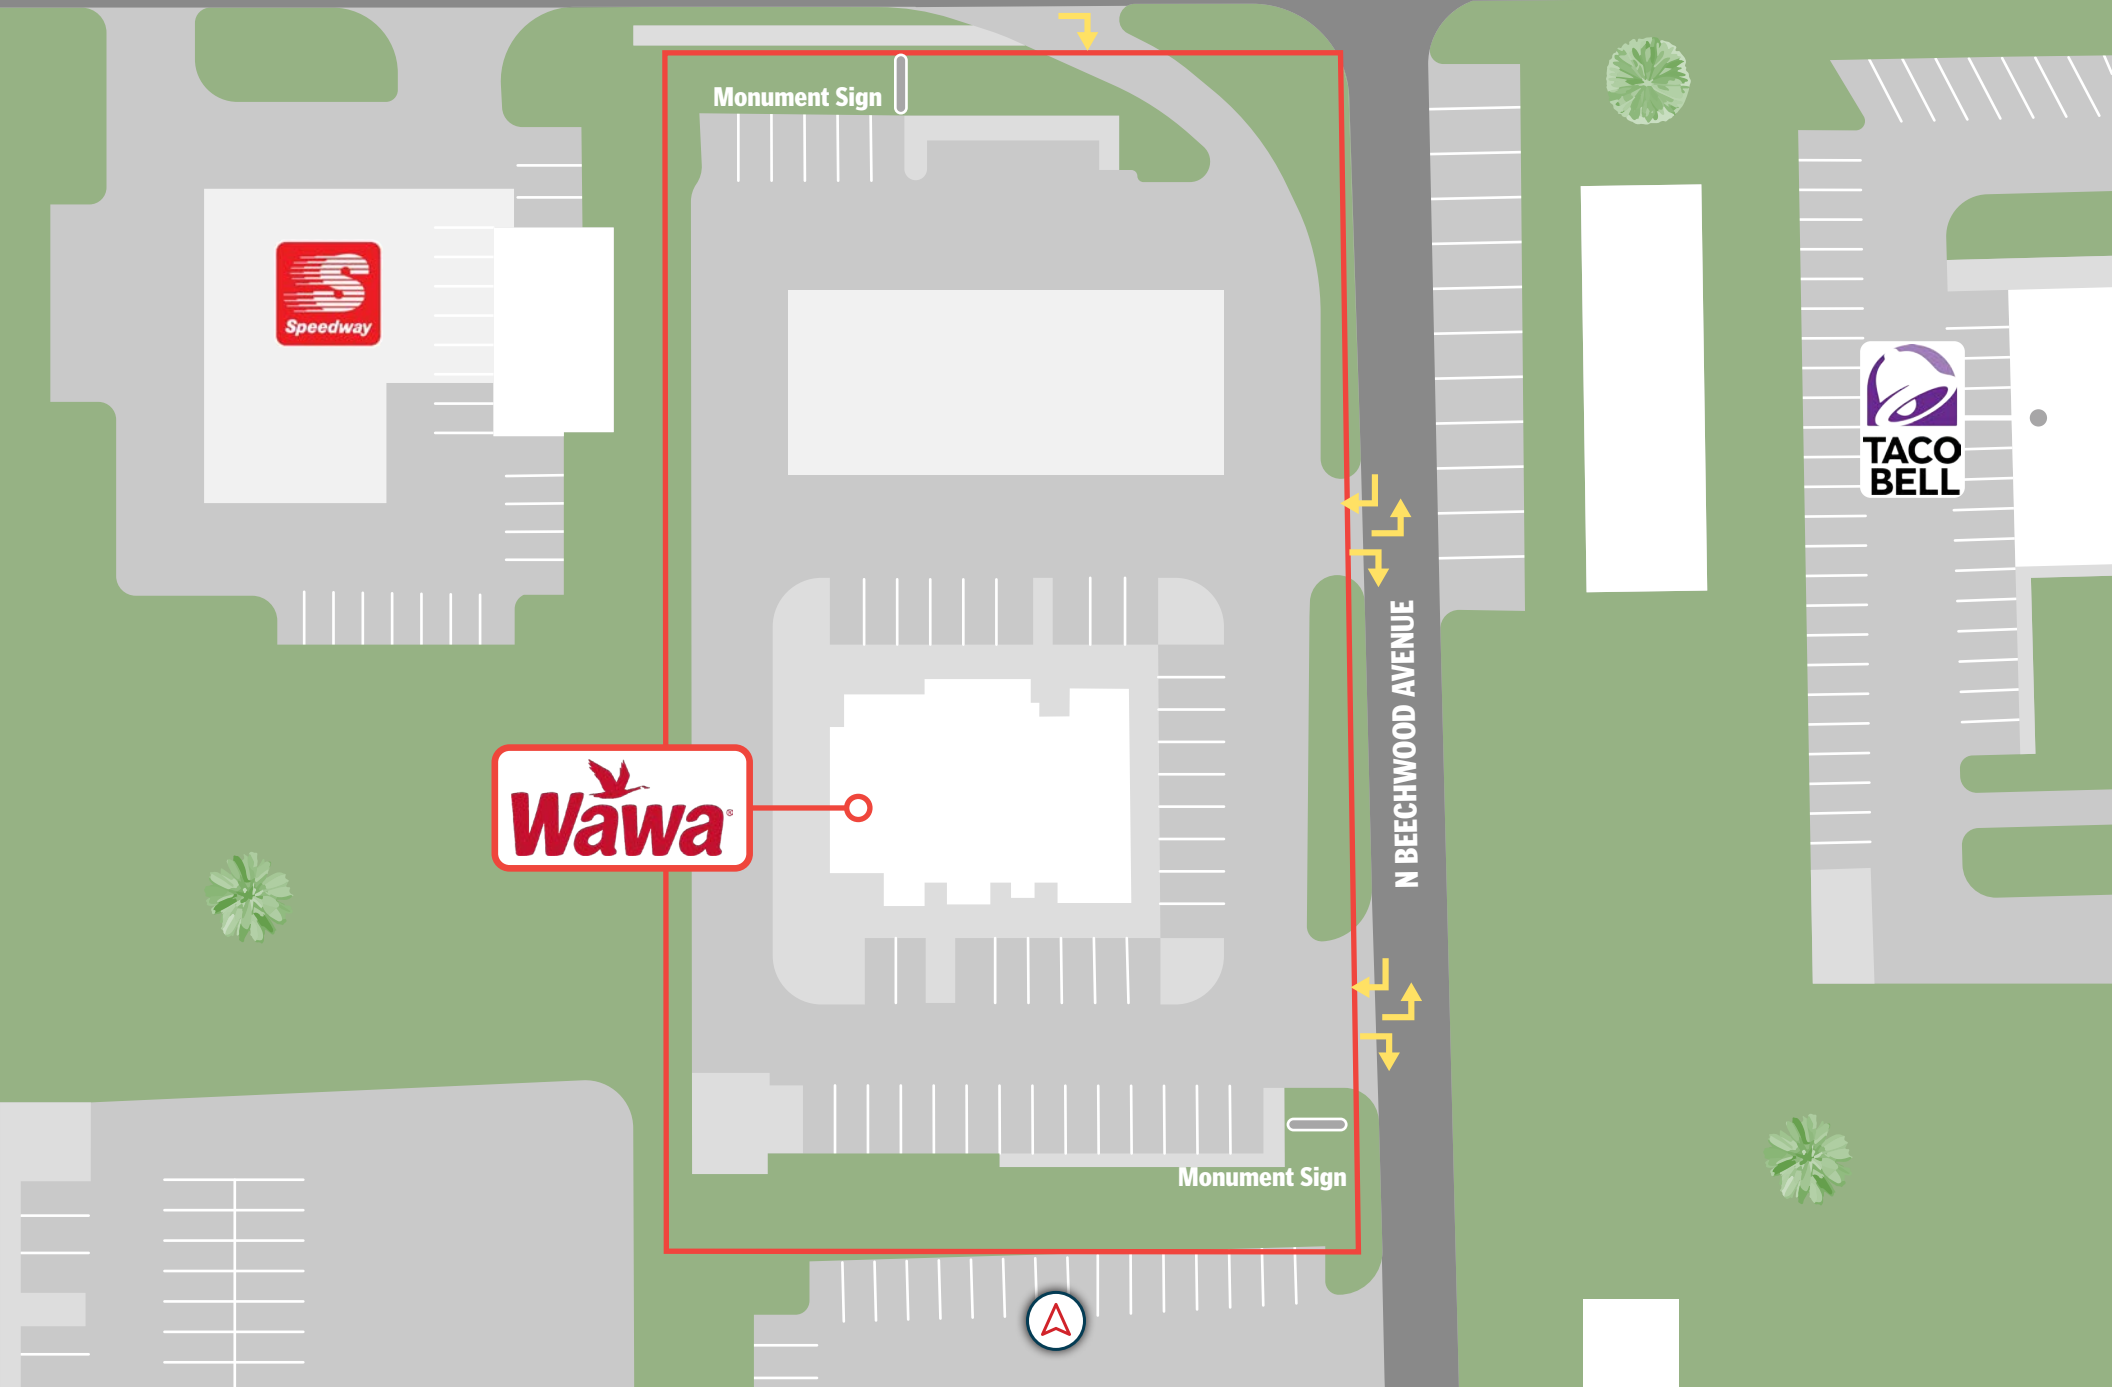 Monument Sign
S
Speedway
TACO
BELL
N BEECHWOOD AVENUE
Wawa®
Monument Sign